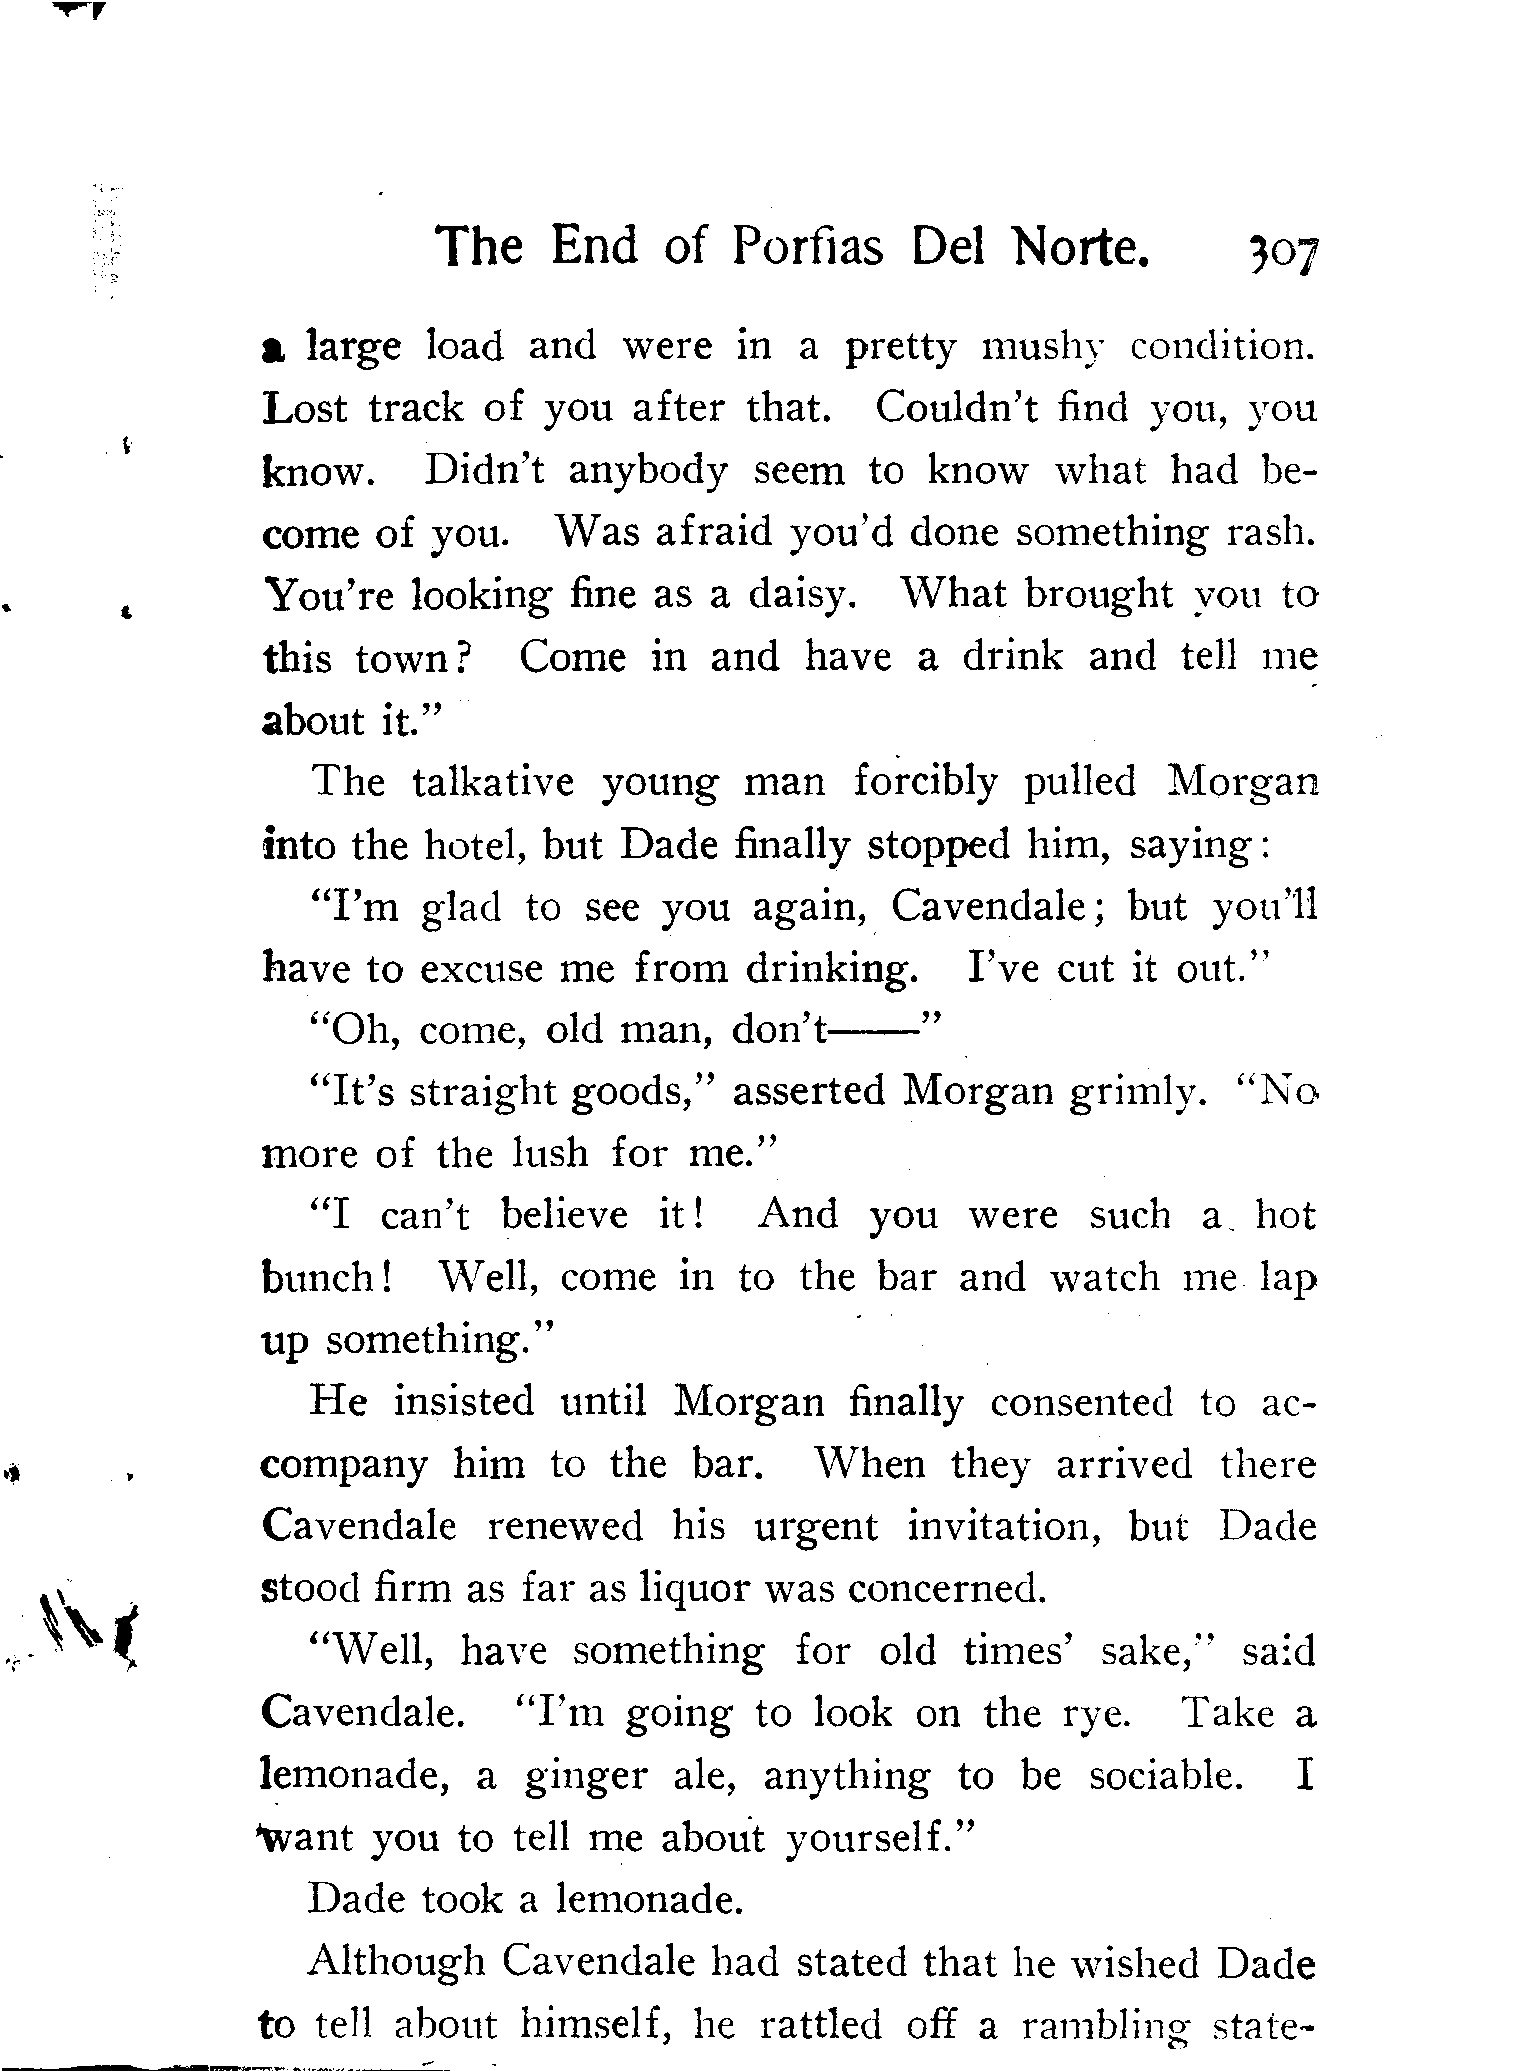 The End of Porfias Del Norte. 307
a large load and were in a pretty mushy condition.
Lost track of you after that. Couldn't find you, you
know. Didn't anybody seem to know what had be-
come of you. Was afraid you'd done something rash.
You're looking fine as a daisy. What brought you to
this town? Come in and have a drink and tell me
about it."
The talkative young man forcibly pulled Morgan
into the hotel, but Dade finally stopped him, saying:
"I'm glad to see you again, Cavendale; but you'll
have to excuse me from drinking. I've cut it out."
"Oh, come, old man, don't——"
"It's straight goods," asserted Morgan grimly. "No
more of the lush for me."
"I can't believe it! And you were such a hot
bunch! Well, come in to the bar and watch me lap
up something."
He insisted until Morgan finally consented to ac-
company him to the bar. When they arrived there
Cavendale renewed his urgent invitation, but Dade
stood firm as far as liquor was concerned.
"Well, have something for old times' sake," said
Cavendale. "I'm going to look on the rye. Take a
lemonade, a ginger ale, anything to be sociable. I
want you to tell me about yourself."
Dade took a lemonade.
Although Cavendale had stated that he wished Dade
to tell about himself, he rattled off a rambling state-